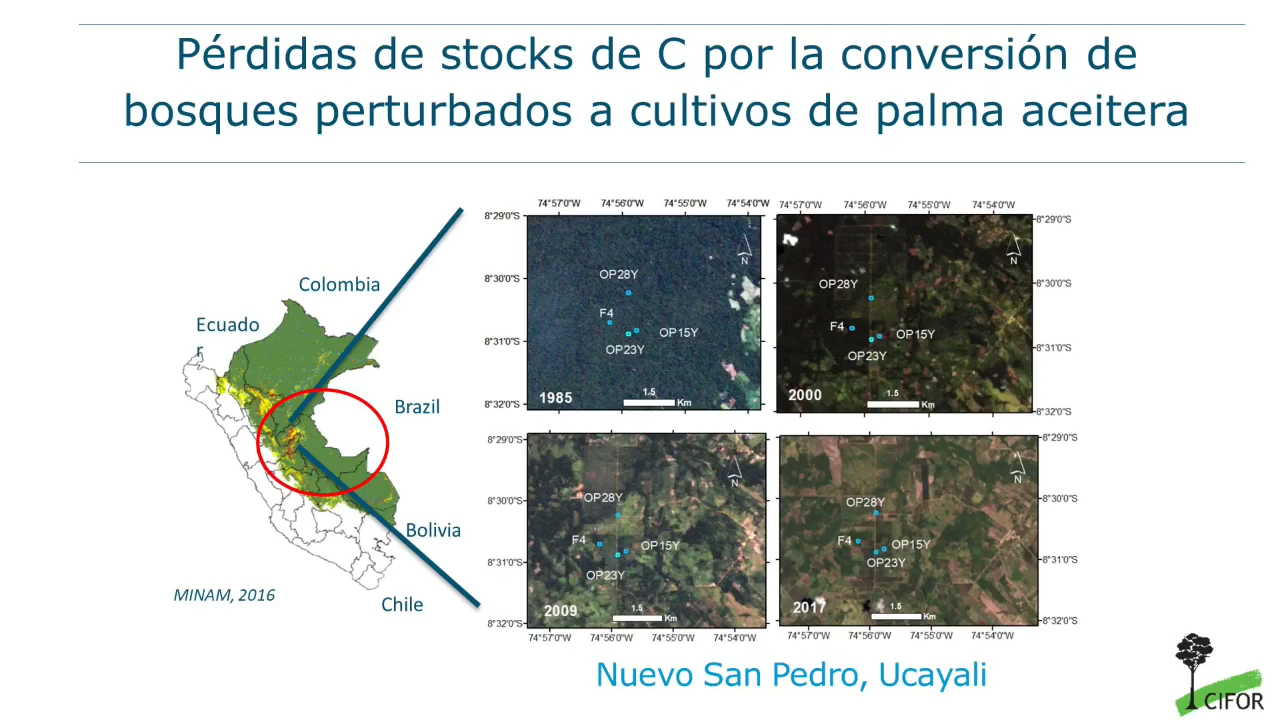 Pérdidas de stocks de C por la conversión de
bosques perturbados a cultivos de palma aceitera
Colombia
Ecuado
r
Brazil
Bolivia
Chile
MINAM, 2016
74°57'0"W 74°56'0"W 74°55'0"W 74°54'0"W
8°29'0"S
8°30'0"S
8°31'0"S
8°32'0"S
N
OP28Y
F4
OP15Y
OP23Y
1985
1.5
Km
74°57'0"W 74°56'0"W 74°55'0"W 74°54'0"W
8°29'0"S
8°30'0"S
8°31'0"S
8°32'0"S
N
OP28Y
F4
OP15Y
OP23Y
2000
1.5
Km
8°29'0"S
8°30'0"S
8°31'0"S
8°32'0"S
N
OP28Y
F4
OP15Y
OP23Y
2009
1.5
Km
74°57'0"W 74°56'0"W 74°55'0"W 74°54'0"W
8°29'0"S
8°30'0"S
8°31'0"S
8°32'0"S
N
OP28Y
F4
OP15Y
OP23Y
2017
1.5
Km
74°57'0"W 74°56'0"W 74°55'0"W 74°54'0"W
Nuevo San Pedro, Ucayali
CIFOR